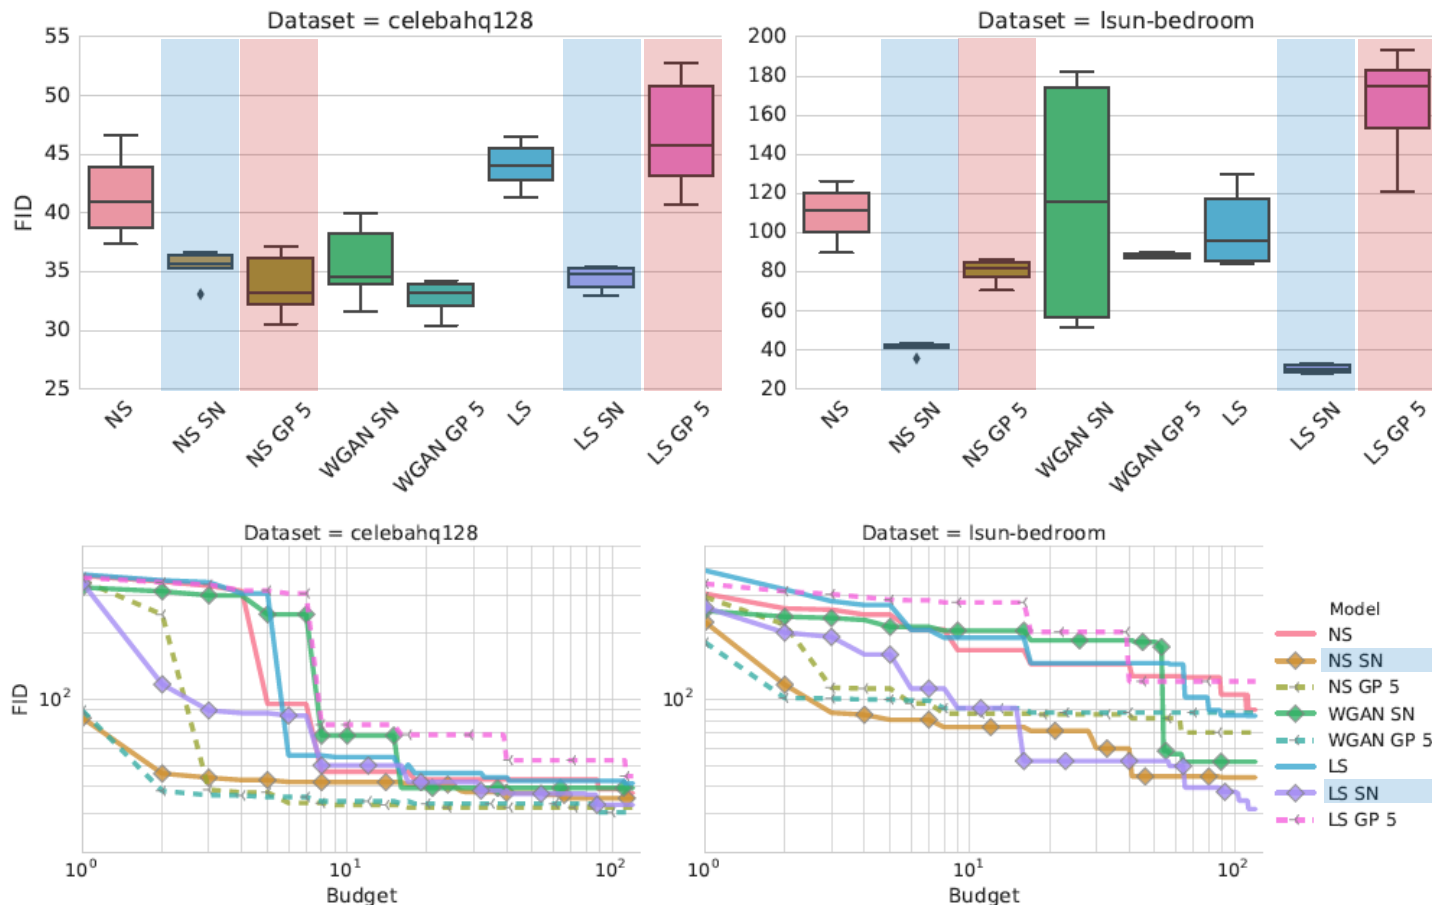 Dataset = celebahq128
FID
55
50
45
40
35
30
25
NS
NS SN
NS GP 5
WGAN SN
WGAN GP 5
LS
LS SN
LS GP 5
Dataset = lsun-bedroom
200
180
160
140
120
100
80
60
40
20
NS
NS SN
NS GP 5
WGAN SN
WGAN GP 5
LS
LS SN
LS GP 5
Dataset = celebahq128
FID
10²
10⁰
10¹
10²
Budget
Dataset = lsun-bedroom
10²
10⁰
10¹
10²
Budget
Model
NS
NS SN
NS GP 5
WGAN SN
WGAN GP 5
LS
LS SN
LS GP 5